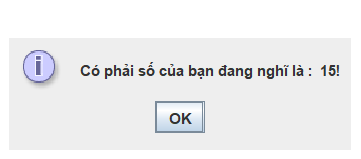 Có phải số của bạn đang nghĩ là :  15!
OK